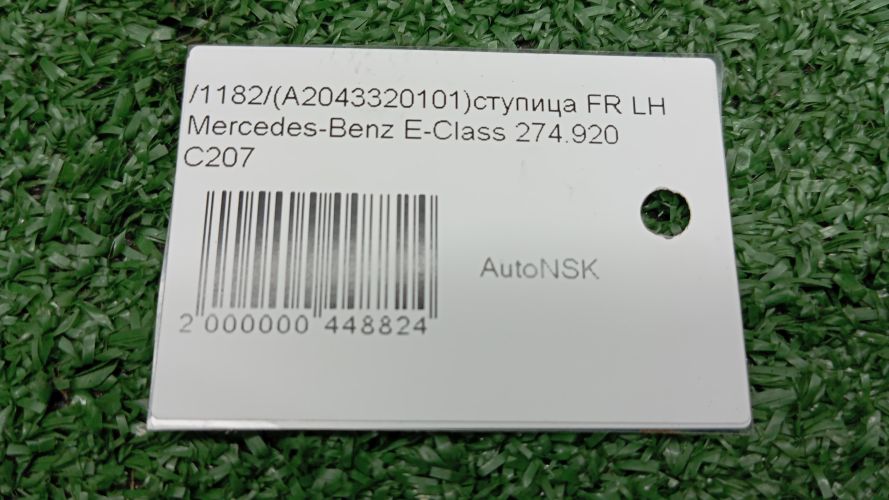 /1182/(A2043320101)ступица FR LH
Mercedes-Benz E-Class 274.920
C207
AutoNSK
2 000000 448824